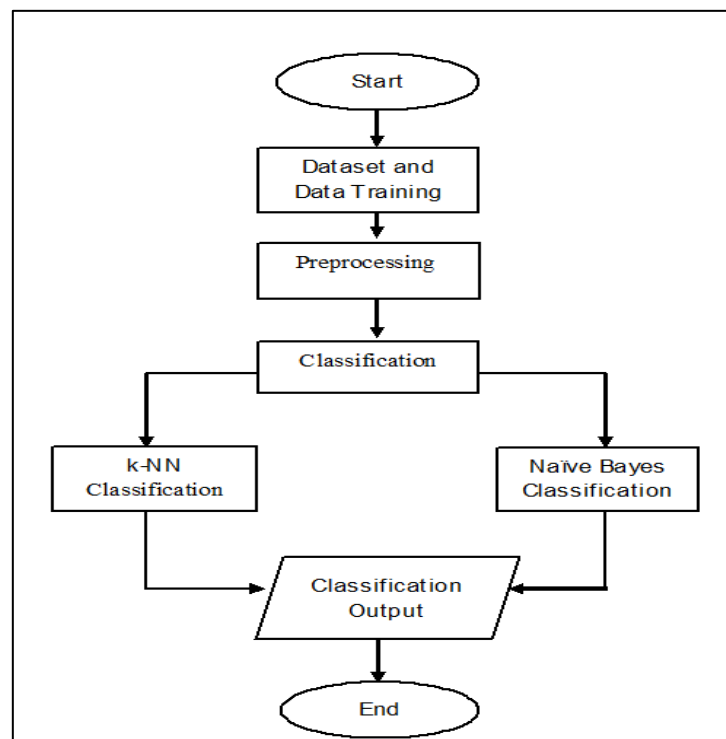 Start
Dataset and
Data Training
Preprocessing
Classification
k-NN
Classification
Naïve Bayes
Classification
Classification
Output
End